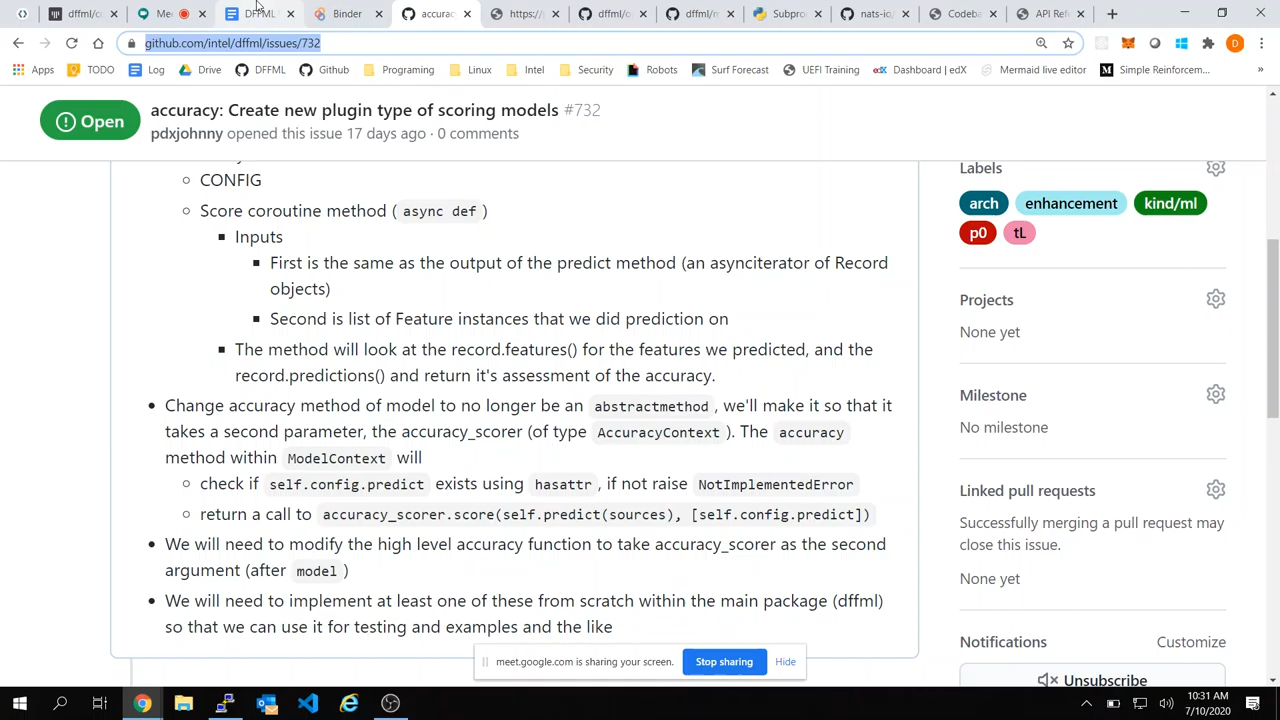 dffml/co
Me
DFFML
Binder
accurac
https://p
dffml/op
dffml/m
Subproc
nats-io/
Codeba
API Refe
github.com/intel/dffml/issues/732
D
Apps
TODO
Log
Drive
DFFML
Github
Programing
Linux
Intel
Security
Robots
Surf Forecast
UEFI Training
Dashboard | edX
Mermaid live editor
Simple Reinforcem...
»
Open
accuracy: Create new plugin type of scoring models #732
pdxjohnny opened this issue 17 days ago · 0 comments
CONFIG
Score coroutine method ( async def )
Inputs
First is the same as the output of the predict method (an asynciterator of Record
objects)
Second is list of Feature instances that we did prediction on
The method will look at the record.features() for the features we predicted, and the
record.predictions() and return it's assessment of the accuracy.
Change accuracy method of model to no longer be an abstractmethod , we'll make it so that it
takes a second parameter, the accuracy_scorer (of type AccuracyContext ). The accuracy
method within ModelContext will
check if self.config.predict exists using hasattr , if not raise NotImplementedError
return a call to accuracy_scorer.score(self.predict(sources), [self.config.predict])
We will need to modify the high level accuracy function to take accuracy_scorer as the second
argument (after model )
We will need to implement at least one of these from scratch within the main package (dffml)
so that we can use it for testing and examples and the like
Labels
arch enhancement kind/ml
p0 tL
Projects
None yet
Milestone
No milestone
Linked pull requests
Successfully merging a pull request may
close this issue.
None yet
Notifications Customize
Unsubscribe
meet.google.com is sharing your screen. Stop sharing Hide
10:31 AM
7/10/2020